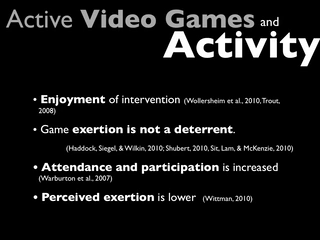 Active Video Games and
Activity
• Enjoyment of intervention (Wollersheim et al., 2010, Trout,
2008)
• Game exertion is not a deterrent.
(Haddock, Siegel, & Wilkin, 2010; Shubert, 2010, Sit, Lam, & McKenzie, 2010)
• Attendance and participation is increased
(Warburton et al., 2007)
• Perceived exertion is lower (Wittman, 2010)